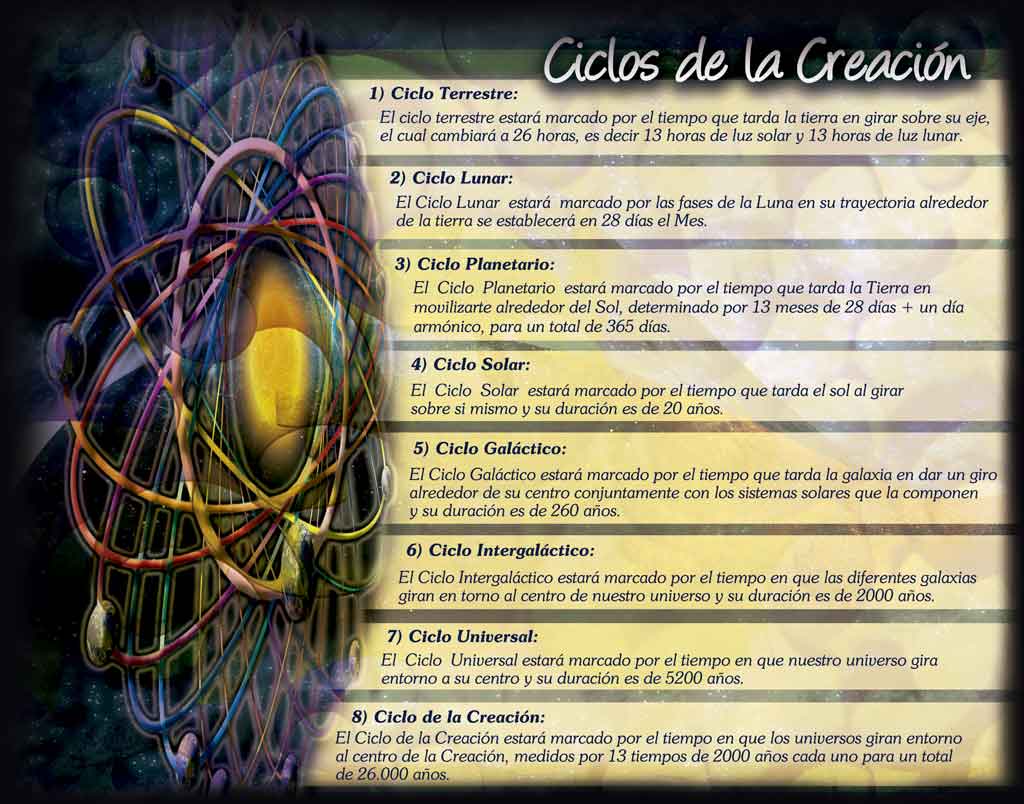 Ciclos de la Creación
1) Ciclo Terrestre:
El ciclo terrestre estará marcado por el tiempo que tarda la tierra en girar sobre su eje,
el cual cambiará a 26 horas, es decir 13 horas de luz solar y 13 horas de luz lunar.
2) Ciclo Lunar:
El Ciclo Lunar estará marcado por las fases de la Luna en su trayectoria alrededor
de la tierra se establecerá en 28 días el Mes.
3) Ciclo Planetario:
El Ciclo Planetario estará marcado por el tiempo que tarda la Tierra en
movilizarte alrededor del Sol, determinado por 13 meses de 28 días + un día
armónico, para un total de 365 días.
4) Ciclo Solar:
El Ciclo Solar estará marcado por el tiempo que tarda el sol al girar
sobre si mismo y su duración es de 20 años.
5) Ciclo Galáctico:
El Ciclo Galáctico estará marcado por el tiempo que tarda la galaxia en dar un giro
alrededor de su centro conjuntamente con los sistemas solares que la componen
y su duración es de 260 años.
6) Ciclo Intergaláctico:
El Ciclo Intergaláctico estará marcado por el tiempo en que las diferentes galaxias
giran en torno al centro de nuestro universo y su duración es de 2000 años.
7) Ciclo Universal:
El Ciclo Universal estará marcado por el tiempo en que nuestro universo gira
entorno a su centro y su duración es de 5200 años.
8) Ciclo de la Creación:
El Ciclo de la Creación estará marcado por el tiempo en que los universos giran entorno
al centro de la Creación, medidos por 13 tiempos de 2000 años cada uno para un total
de 26.000 años.